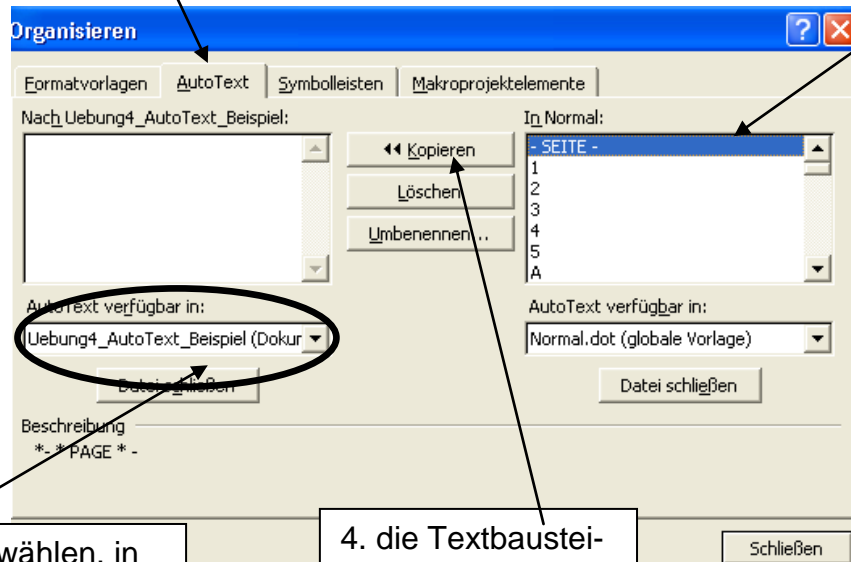 Organisieren
Formatvorlagen AutoText Symbolleisten Makroprojektelemente
Nach Uebung4_AutoText_Beispiel:
In Normal:
- SEITE -
1
2
3
4
5
A
Kopieren
Löschen
Umbenennen...
AutoText verfügbar in:
Uebung4_AutoText_Beispiel (Dokur
Datei schließen
AutoText verfügbar in:
Normal.dot (globale Vorlage)
Datei schließen
Beschreibung
*- * PAGE * -
wählen, in
4. die Textbaustei-
Schließen